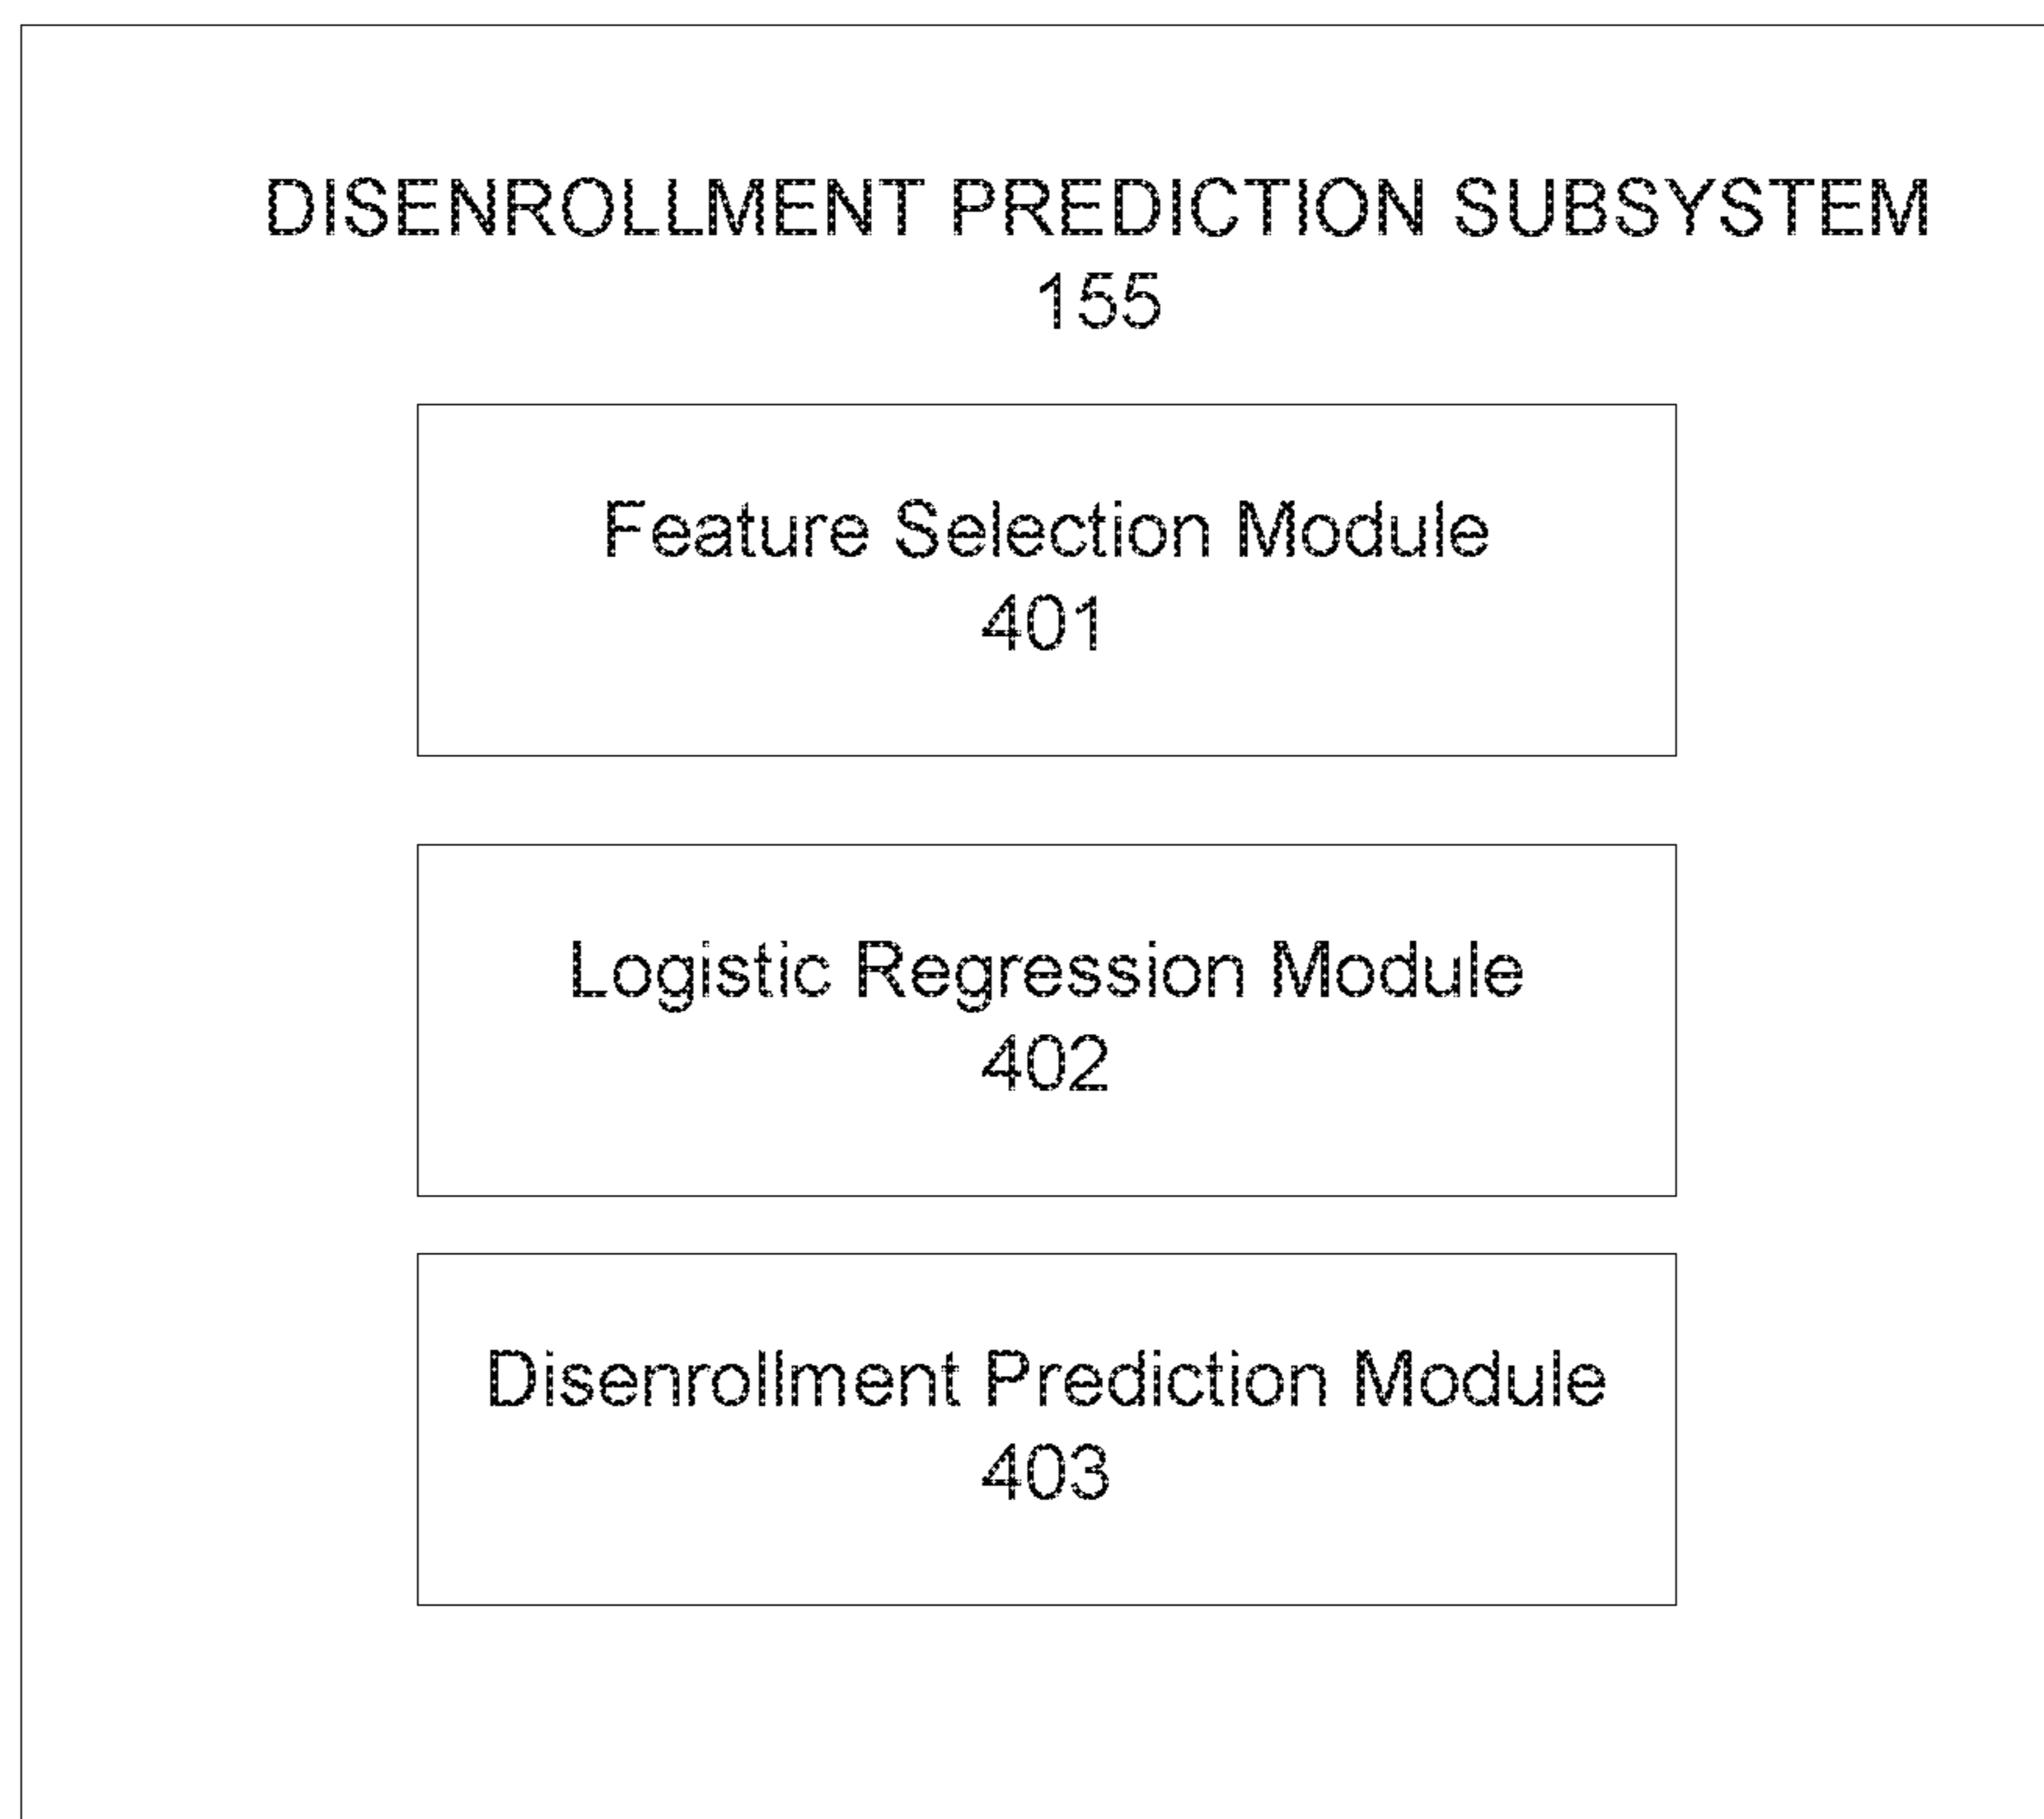 DISENROLLMENT PREDICTION SUBSYSTEM
155
Feature Selection Module
401
Logistic Regression Module
402
Disenrollment Prediction Module
403